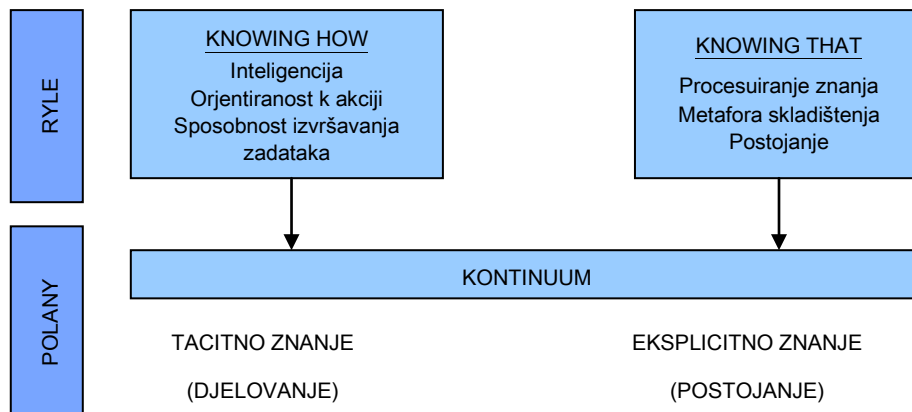 RYLE
KNOWING HOW
Inteligencija
Orjentiranost k akciji
Sposobnost izvršavanja
zadataka
KNOWING THAT
Procesuiranje znanja
Metafora skladištenja
Postojanje
POLANY
KONTINUUM
TACITNO ZNANJE
(DJELOVANJE)
EKSPLICITNO ZNANJE
(POSTOJANJE)